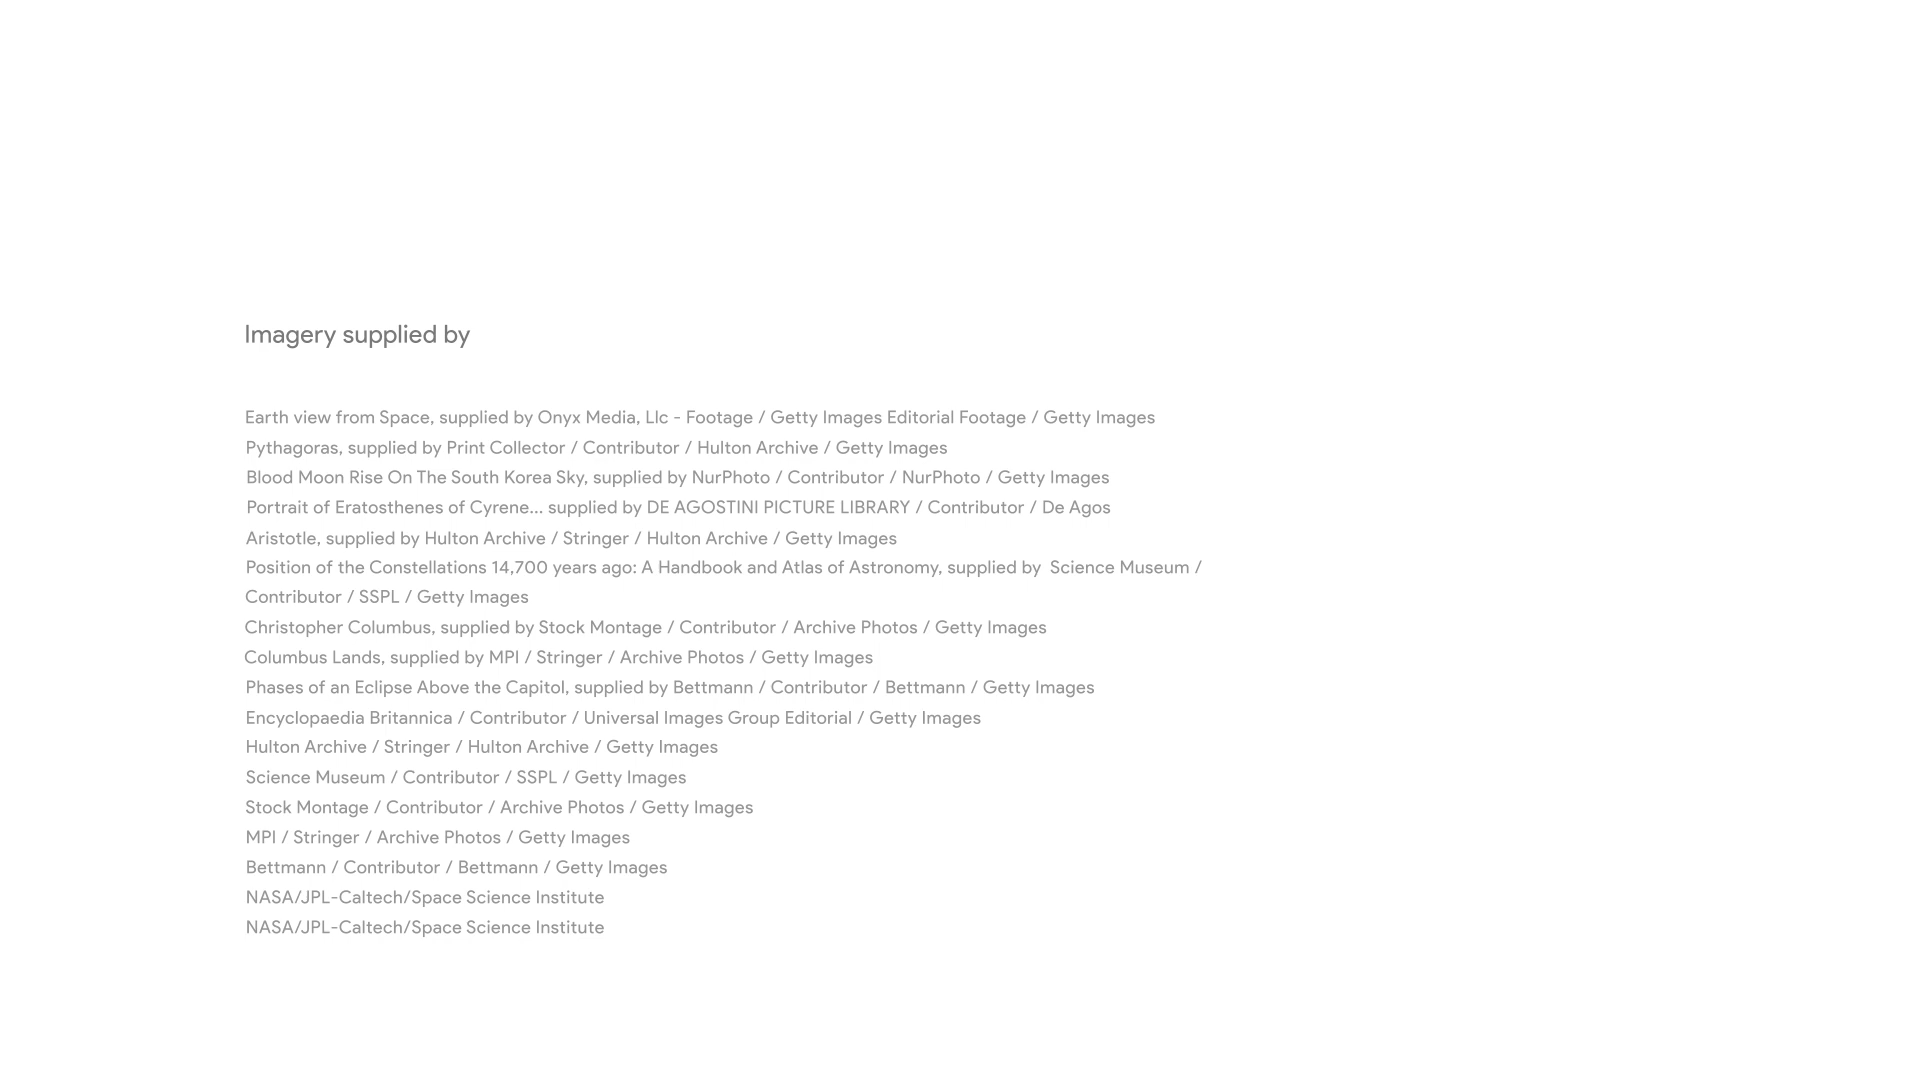 Imagery supplied by
Earth view from Space, supplied by Onyx Media, Llc - Footage / Getty Images Editorial Footage / Getty Images
Pythagoras, supplied by Print Collector / Contributor / Hulton Archive / Getty Images
Blood Moon Rise On The South Korea Sky, supplied by NurPhoto / Contributor / NurPhoto / Getty Images
Portrait of Eratosthenes of Cyrene... supplied by DE AGOSTINI PICTURE LIBRARY / Contributor / De Agos
Aristotle, supplied by Hulton Archive / Stringer / Hulton Archive / Getty Images
Position of the Constellations 14,700 years ago: A Handbook and Atlas of Astronomy, supplied by  Science Museum /
Contributor / SSPL / Getty Images
Christopher Columbus, supplied by Stock Montage / Contributor / Archive Photos / Getty Images
Columbus Lands, supplied by MPI / Stringer / Archive Photos / Getty Images
Phases of an Eclipse Above the Capitol, supplied by Bettmann / Contributor / Bettmann / Getty Images
Encyclopaedia Britannica / Contributor / Universal Images Group Editorial / Getty Images
Hulton Archive / Stringer / Hulton Archive / Getty Images
Science Museum / Contributor / SSPL / Getty Images
Stock Montage / Contributor / Archive Photos / Getty Images
MPI / Stringer / Archive Photos / Getty Images
Bettmann / Contributor / Bettmann / Getty Images
NASA/JPL-Caltech/Space Science Institute
NASA/JPL-Caltech/Space Science Institute